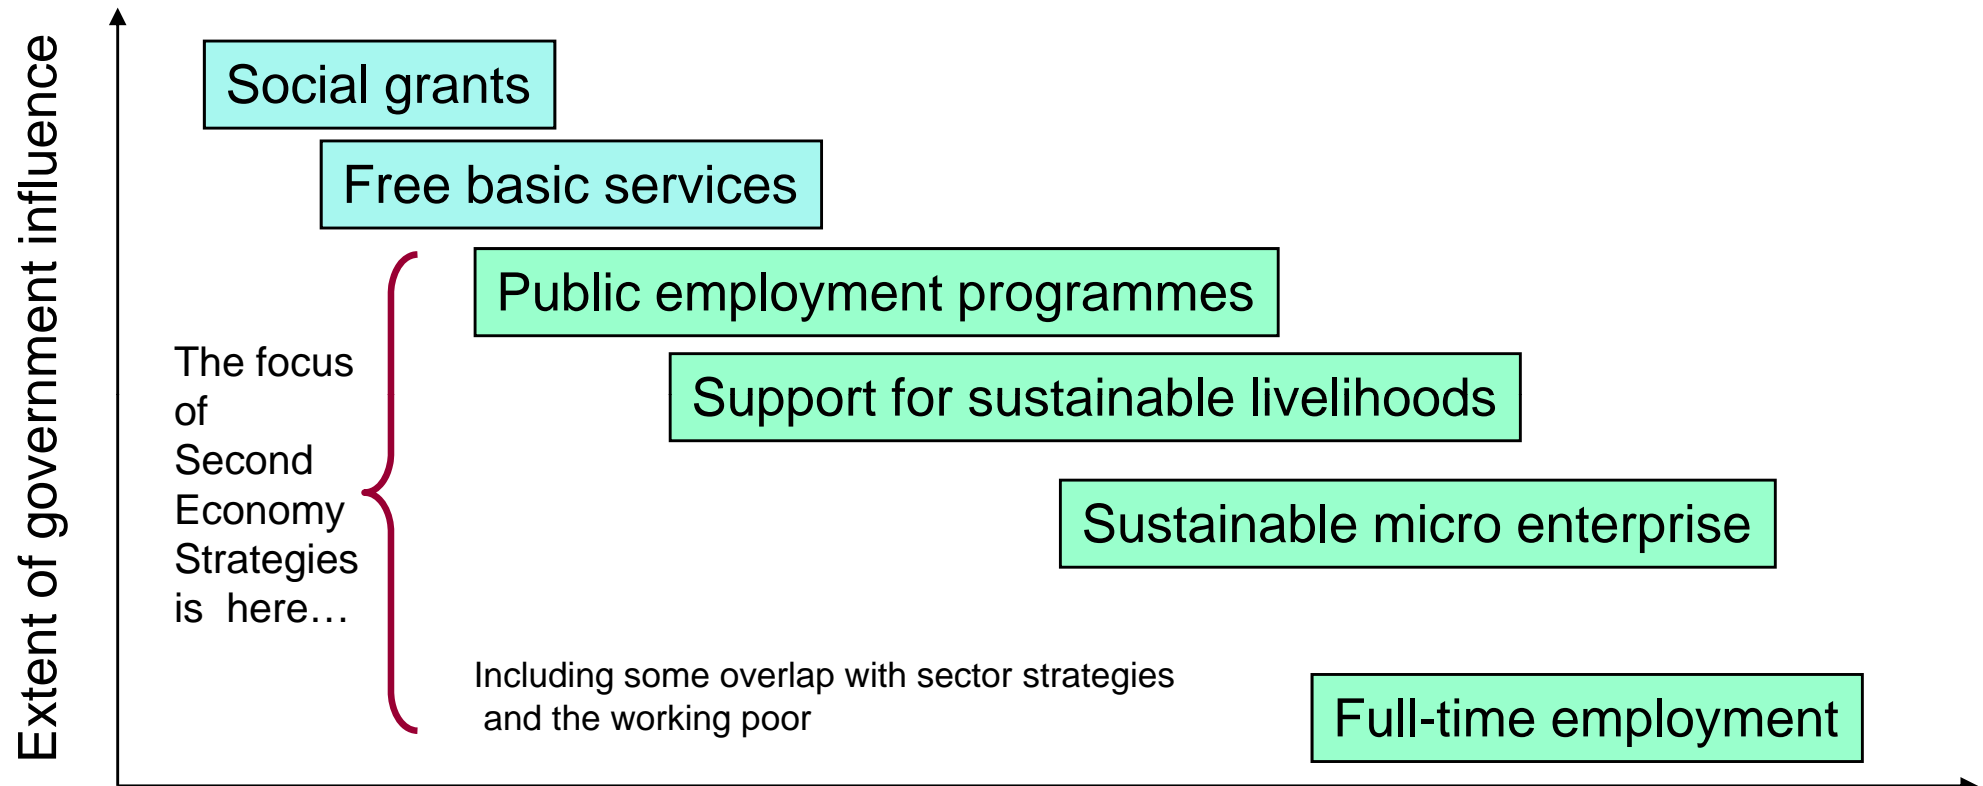 Extent of government influence
Social grants
Free basic services
Public employment programmes
Support for sustainable livelihoods
Sustainable micro enterprise
Full-time employment
The focus
of
Second
Economy
Strategies
is here…
Including some overlap with sector strategies
and the working poor